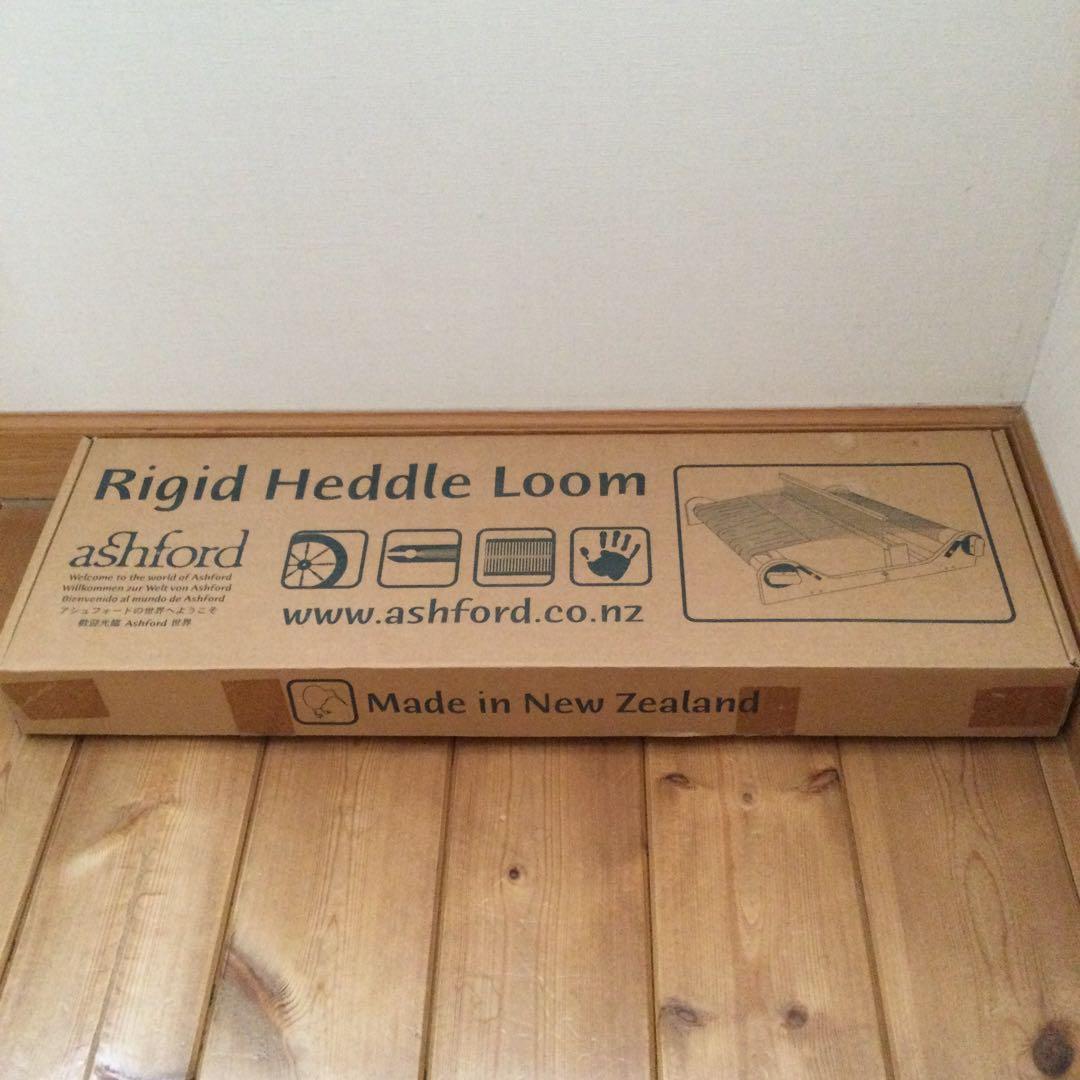 Rigid Heddle Loom
ashford
Welcome to the world of Ashford
Willkommen zur Welt von Ashford
Bienvenido al mundo de Ashford
アシュフォードの世界へようこそ
歡迎光臨 Ashford 世界
www.ashford.co.nz
Made in New Zealand